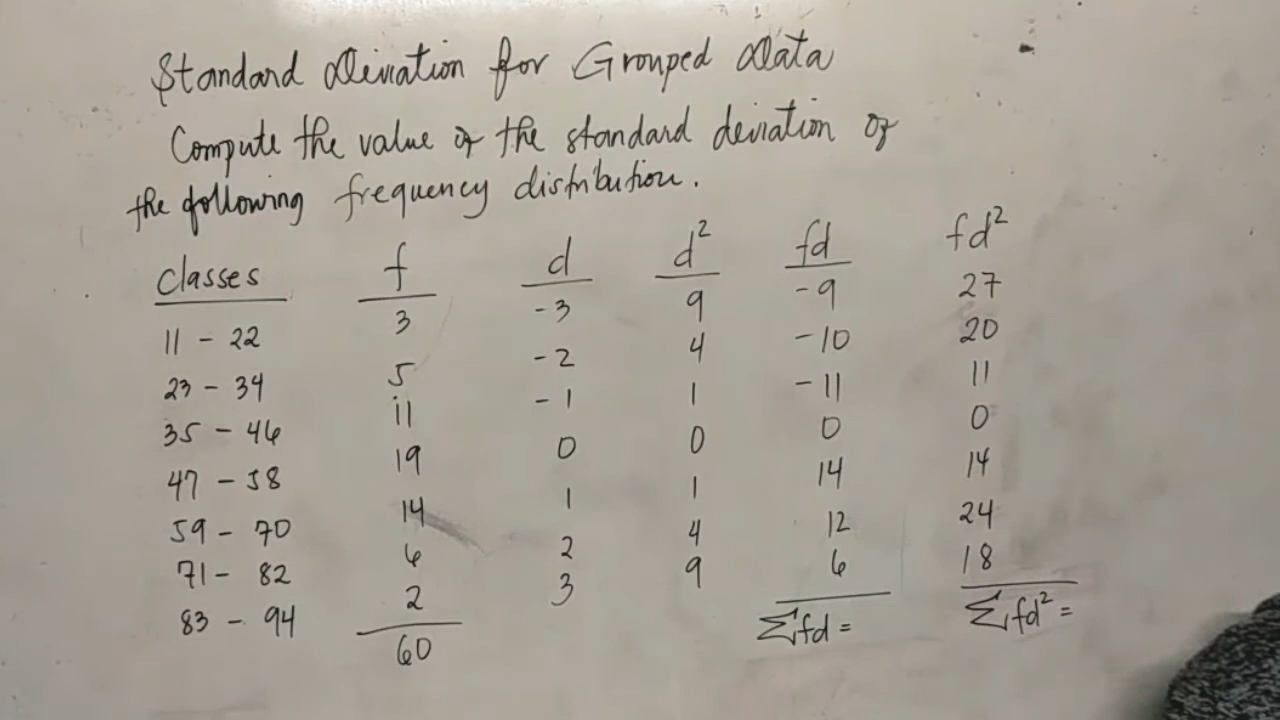 Standard Deviation for Grouped Data
Compute the value of the standard deviation of
the following frequency distribution.
classes f d d² fd fd²
11 - 22 3 -3 9 -9 27
23 - 34 5 -2 4 -10 20
35 - 46 11 -1 1 -11 11
47 - 58 19 0 0 0 0
59 - 70 14 1 1 14 14
71 - 82 6 2 4 12 24
83 - 94 2 3 9 6 18
60 ∑fd = ∑fd² =